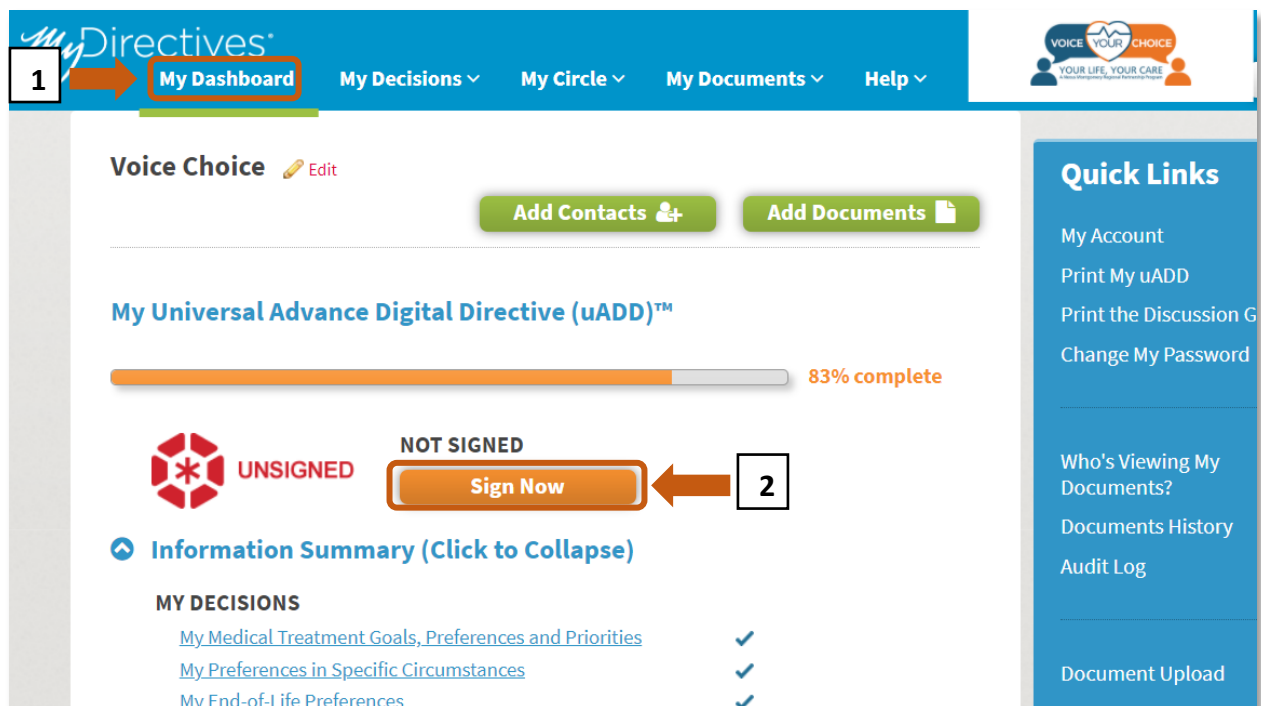 MyDirectives
VOICE YOUR CHOICE
YOUR LIFE, YOUR CARE
1
My Dashboard
My Decisions
My Circle
My Documents
Help
Voice Choice
Edit
Add Contacts
Add Documents
My Universal Advance Digital Directive (uADD)™
83% complete
UNSIGNED
NOT SIGNED
Sign Now
2
Information Summary (Click to Collapse)
MY DECISIONS
My Medical Treatment Goals, Preferences and Priorities
My Preferences in Specific Circumstances
My End-of-Life Preferences
Quick Links
My Account
Print My uADD
Print the Discussion G
Change My Password
Who's Viewing My
Documents?
Documents History
Audit Log
Document Upload